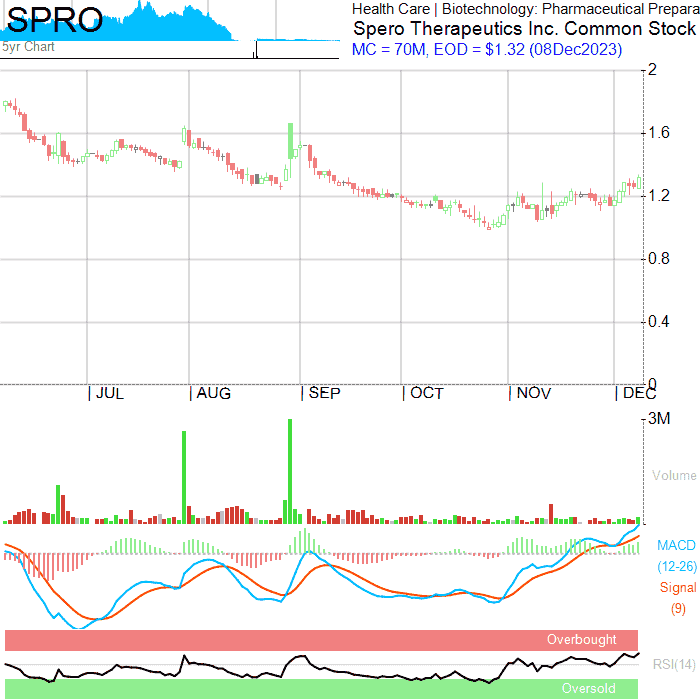 SPRO
5yr Chart
Health Care | Biotechnology: Pharmaceutical Prepara
Spero Therapeutics Inc. Common Stock
MC = 70M, EOD = $1.32 (08Dec2023)
2
1.6
1.2
0.8
0.4
0
JUL
AUG
SEP
OCT
NOV
DEC
3M
Volume
MACD
(12-26)
Signal
(9)
Overbought
RSI(14)
Oversold